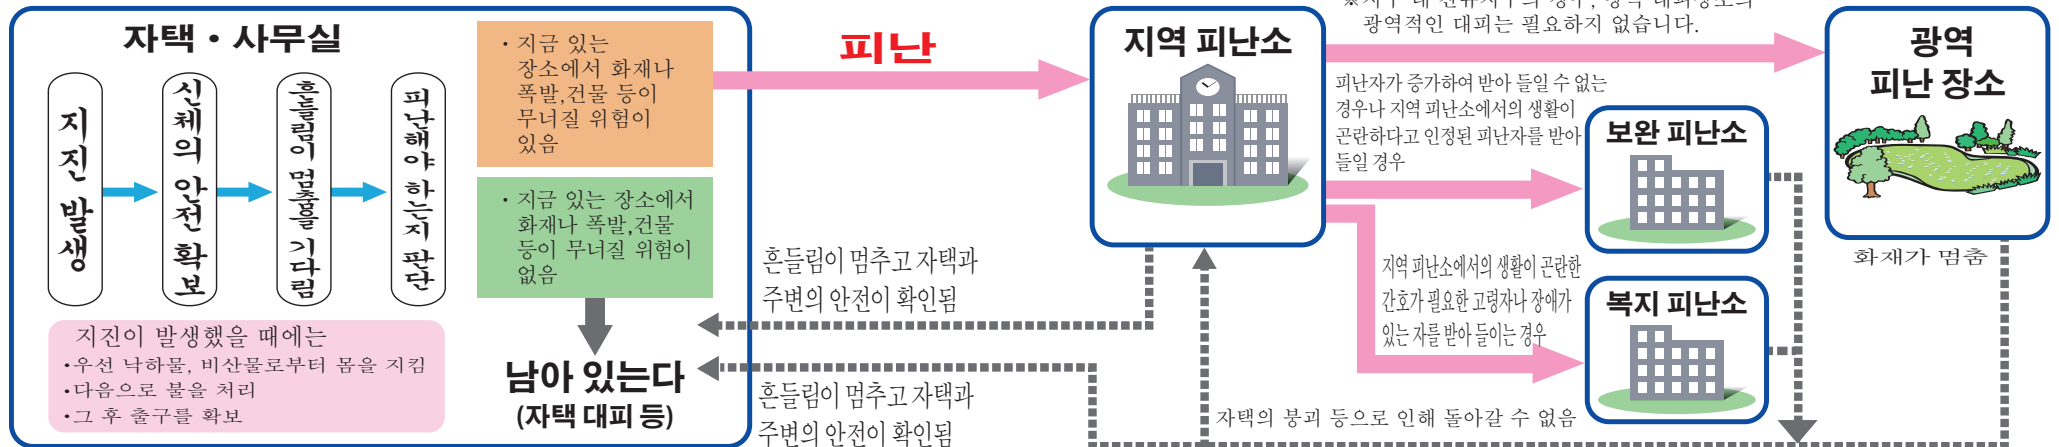 자택・사무실
지진 발생
신체의 안전 확보
흔들림이 멈춤를 기다림
피난해야 하는지 판단
지진이 발생했을 때에는
•우선 낙하물, 비산물로부터 몸을 지킴
•다음으로 불을 처리
•그 후 출구를 확보
・지금 있는
장소에서 화재나
폭발,건물 등이
무너질 위험이
있음
・지금 있는 장소에서
화재나 폭발,건물
등이 무너질 위험이
없음
남아 있는다
(자택 대피 등)
피난
흔들림이 멈추고 자택과
주변의 안전이 확인됨
흔들림이 멈추고 자택과
주변의 안전이 확인됨
지역 피난소
광역적인 대피는 필요하지 없습니다.
피난자가 증가하여 받아 들일 수 없는
경우나 지역 피난소에서의 생활이
곤란하다고 인정된 피난자를 받아
들일 경우
보완 피난소
지역 피난소에서의 생활이 곤란한
간호가 필요한 고령자나 장애가
있는 자를 받아 들이는 경우
복지 피난소
자택의 붕괴 등으로 인해 돌아갈 수 없음
광역
피난 장소
화재가 멈춤